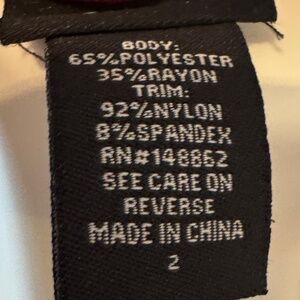 BODY:
65%POLYESTER
35%RAYON
TRIM:
92%NYLON
8%SPANDEX
RN#148862
SEE CARE ON
REVERSE
MADE IN CHINA
2